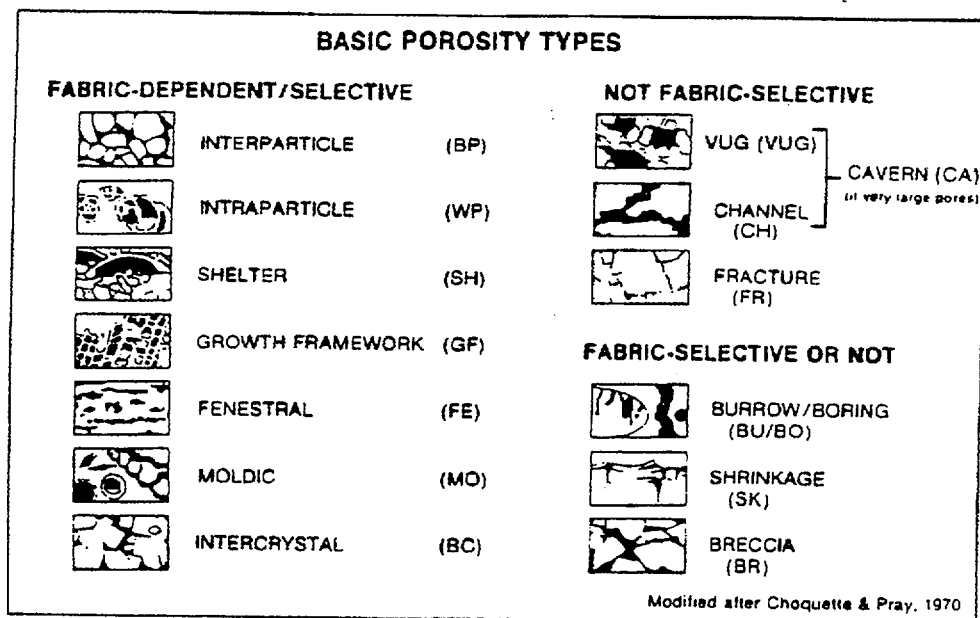 BASIC POROSITY TYPES
FABRIC-DEPENDENT/SELECTIVE
INTERPARTICLE (BP)
INTRAPARTICLE (WP)
SHELTER (SH)
GROWTH FRAMEWORK (GF)
FENESTRAL (FE)
MOLDIC (MO)
INTERCRYSTAL (BC)
NOT FABRIC-SELECTIVE
VUG (VUG)
CHANNEL
(CH)
CAVERN (CA)
(if very large pores)
FRACTURE
(FR)
FABRIC-SELECTIVE OR NOT
BURROW/BORING
(BU/BO)
SHRINKAGE
(SK)
BRECCIA
(BR)
Modified after Choquette & Pray, 1970